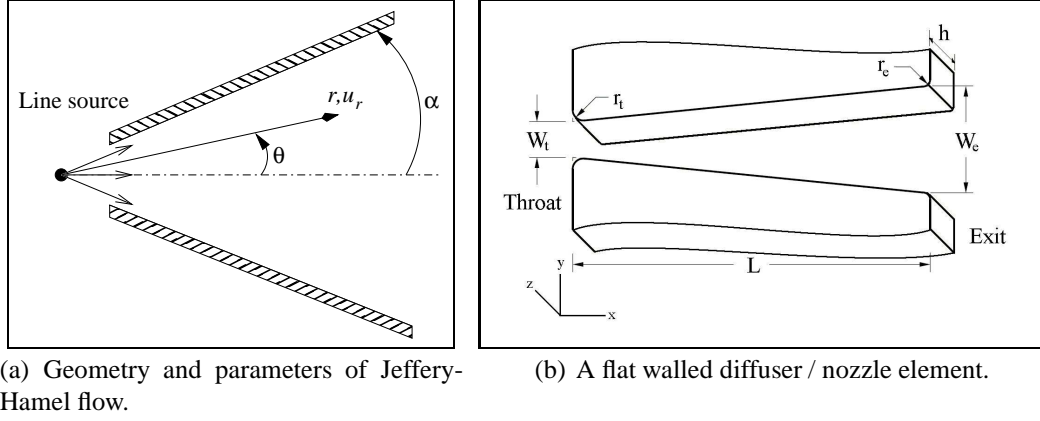 Line source
r,u_r
α
θ
h
r_e
r_t
W_t
W_e
Throat
Exit
L
y
z
x
(a) Geometry and parameters of Jeffery-
Hamel flow.
(b) A flat walled diffuser / nozzle element.